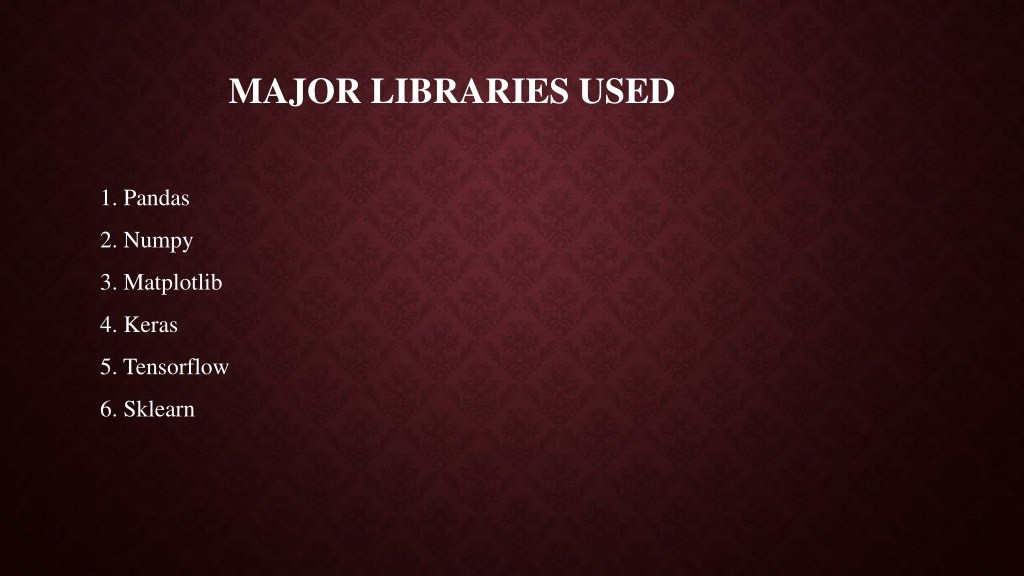 MAJOR LIBRARIES USED
1. Pandas
2. Numpy
3. Matplotlib
4. Keras
5. Tensorflow
6. Sklearn